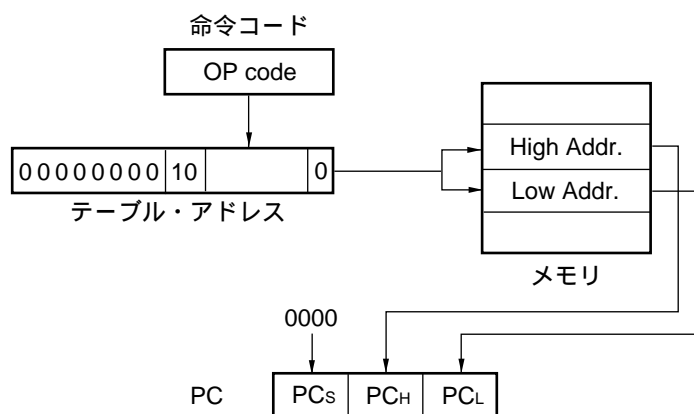 命令コード
OP code
00000000 10 0
テーブル・アドレス
High Addr.
Low Addr.
メモリ
0000
PC PCS PCH PCL